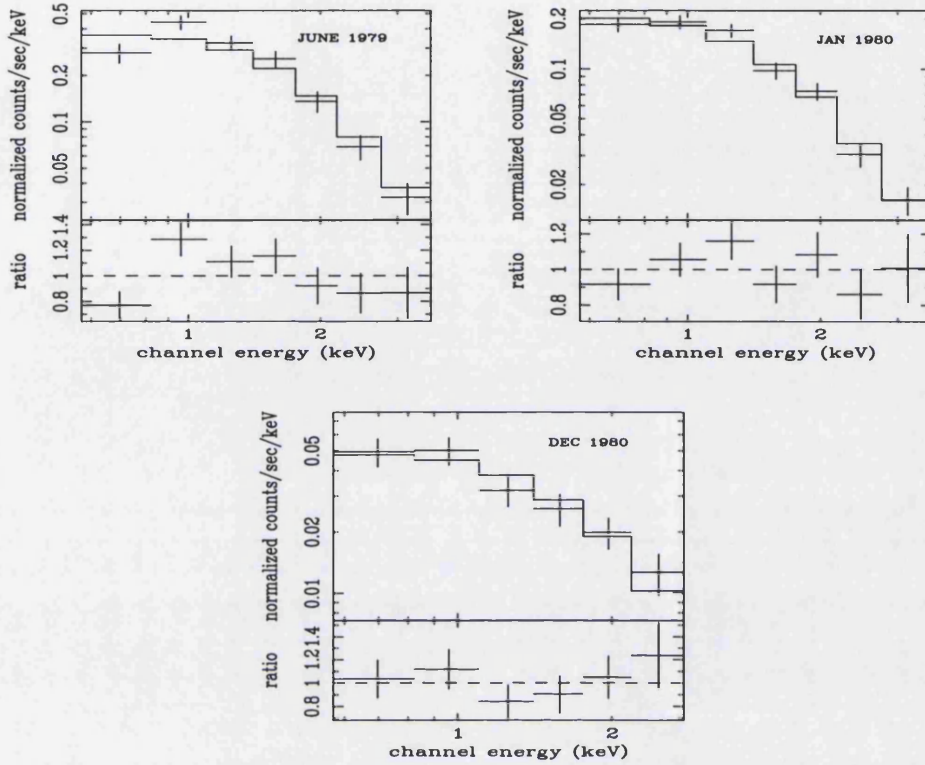 JUNE 1979
normalized counts/sec/keV
0.5
0.2
0.1
0.05
ratio
1.4
1.2
1
0.8
1
2
channel energy (keV)
JAN 1980
normalized counts/sec/keV
0.2
0.1
0.05
0.02
ratio
1.2
1
0.8
1
2
channel energy (keV)
DEC 1980
normalized counts/sec/keV
0.05
0.02
0.01
ratio
1.4
1.2
1
0.8
1
2
channel energy (keV)